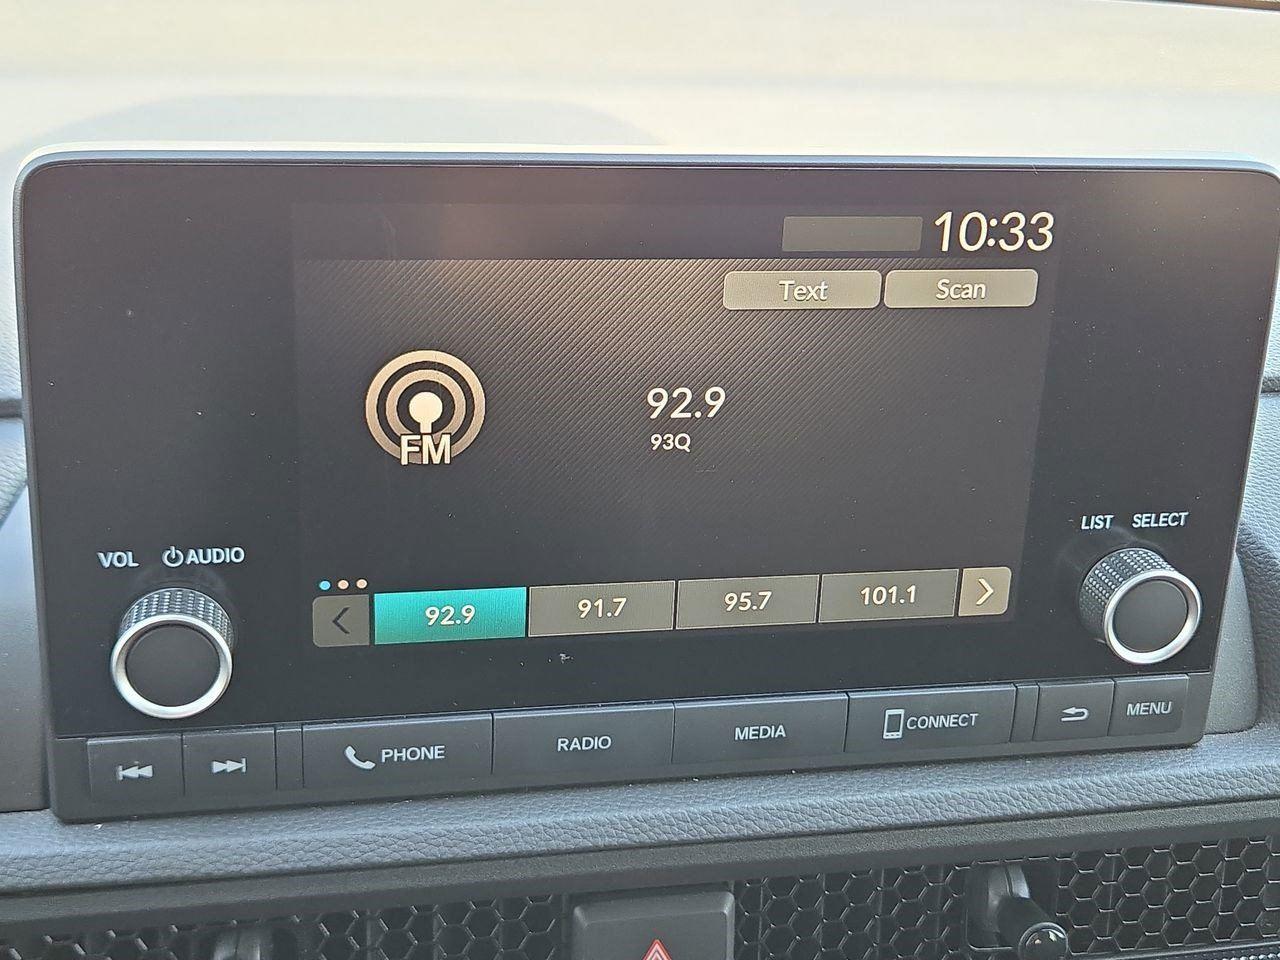 10:33
Text Scan
92.9
93Q
FM
LIST SELECT
VOL AUDIO
92.9 91.7 95.7 101.1
PHONE RADIO MEDIA CONNECT MENU